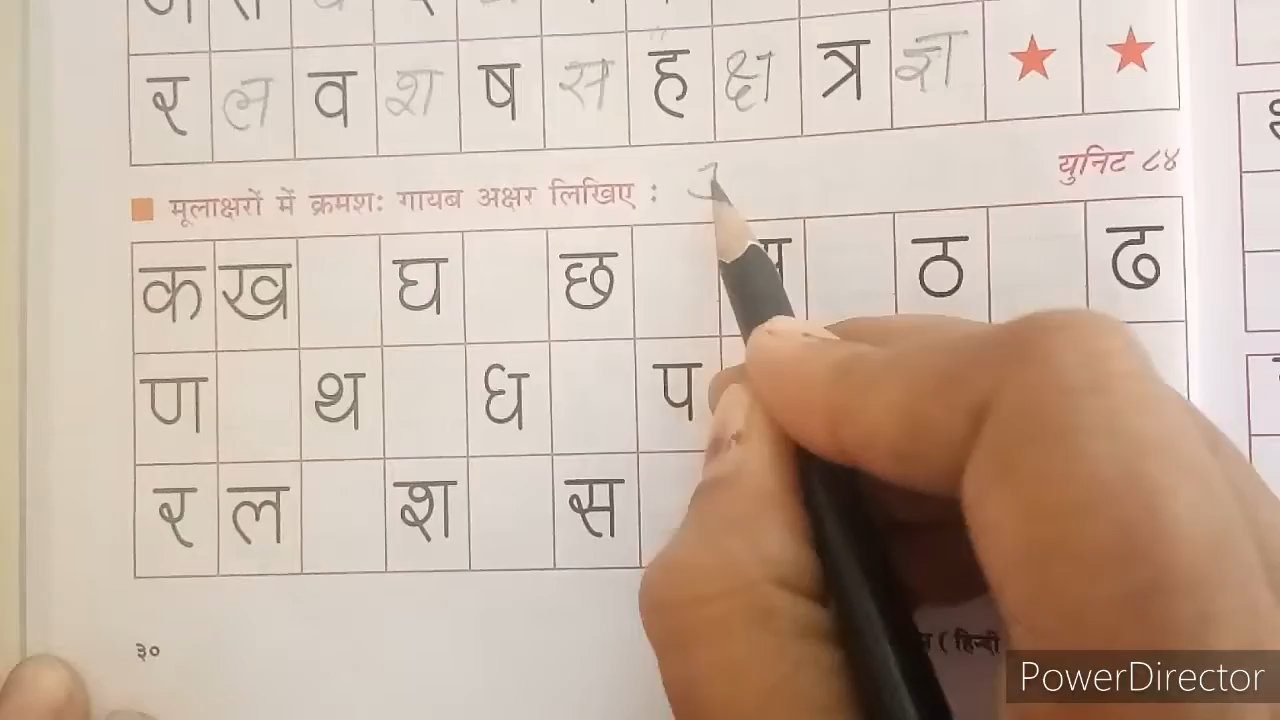 र ल व श ष स ह क्ष त्र ज्ञ
मूलाक्षरों में क्रमशः गायब अक्षर लिखिए :
युनिट ८४
क ख घ छ ठ ढ
ण थ ध प
र ल श स
३०
( हिन्दी
PowerDirector